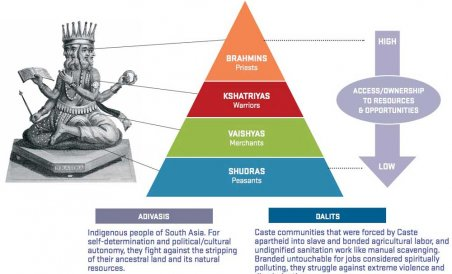 HIGH
BRAHMINS
Priests
KSHATRIYAS
Warriors
ACCESS/OWNERSHIP
TO RESOURCES
& OPPORTUNITIES
VAISHYAS
Merchants
SHUDRAS
Peasants
LOW
ADIVASIS
Indigenous people of South Asia. For
self-determination and political/cultural
autonomy, they fight against the stripping
of their ancestral land and its natural
resources.
DALITS
Caste communities that were forced by Caste
apartheid into slave and bonded agricultural labor, and
undignified sanitation work like manual scavenging.
Branded untouchable for jobs considered spiritually
polluting, they struggle against extreme violence and